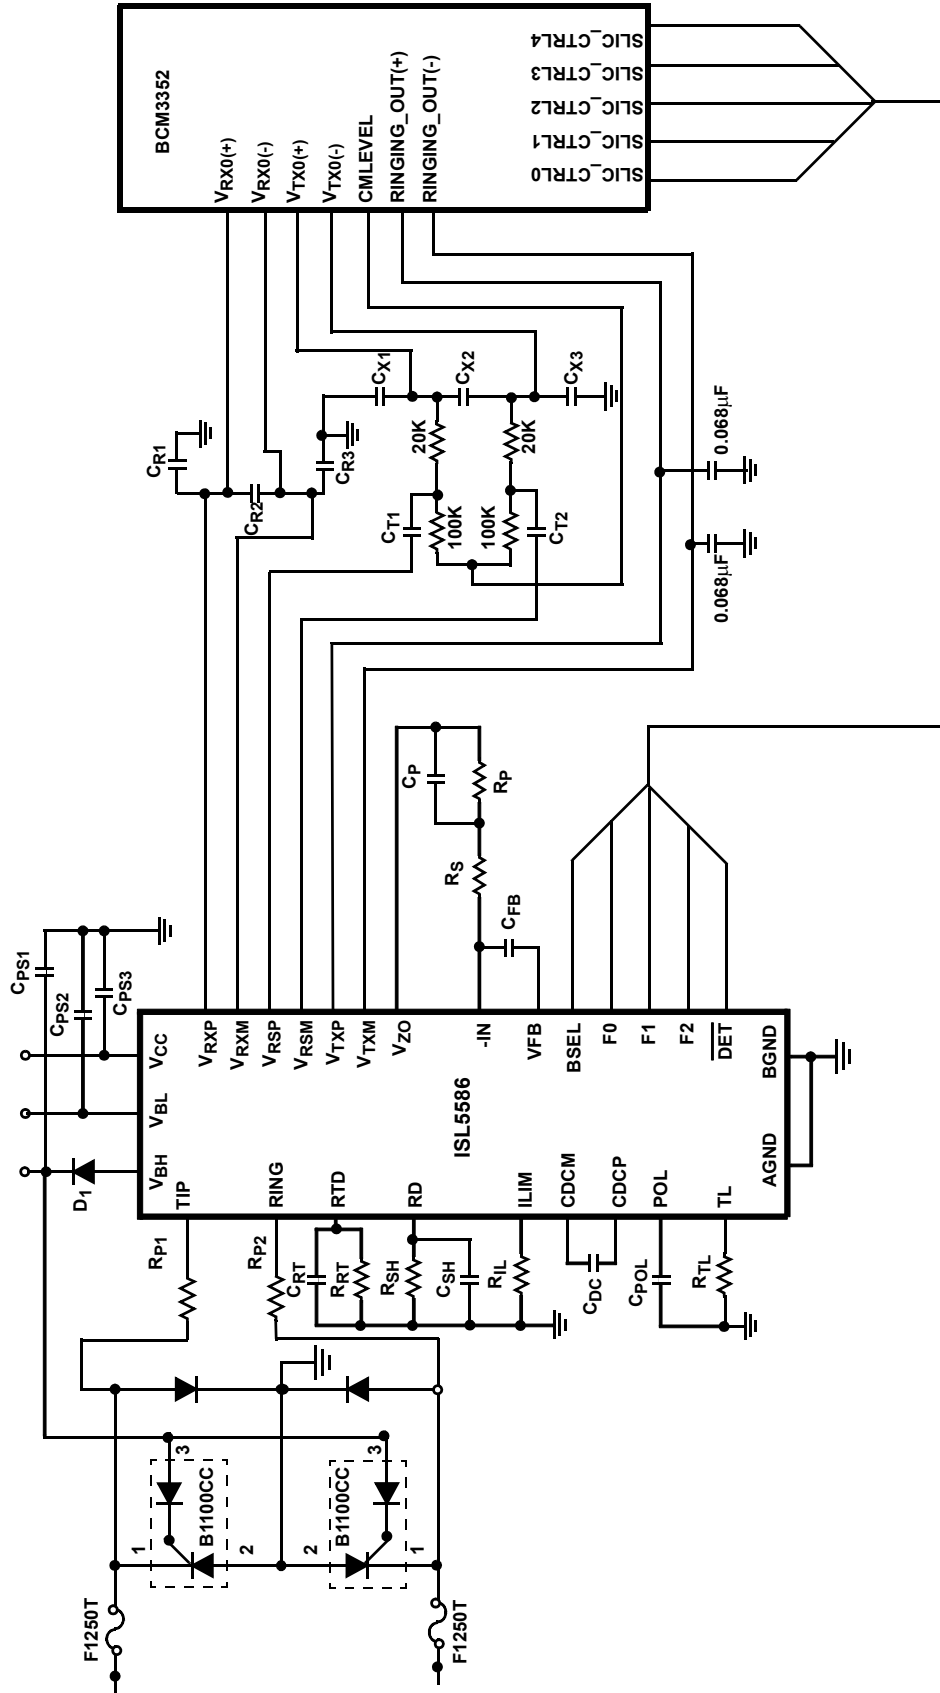 BCM3352
VRX0(+)
VRX0(-)
VTX0(+)
VTX0(-)
CMLEVEL
RINGING_OUT(+)
RINGING_OUT(-)
SLIC_CTRL4
SLIC_CTRL3
SLIC_CTRL2
SLIC_CTRL1
SLIC_CTRL0
CR1
CR2
CR3
CX1
CX2
CX3
20K
20K
CT1
100K
100K
CT2
0.068µF
0.068µF
CP
RP
RS
CFB
CPS1
CPS2
CPS3
VCC
VBL
VBH
D1
VRXP
VRXM
VRSP
VRSM
VTXP
VTXM
VZO
-IN
VFB
BSEL
F0
F1
F2
DET
ISL5586
BGND
AGND
TIP
RING
RTD
RD
ILIM
CDCM
CDCP
POL
TL
RP1
RP2
CRT
RRT
RSH
CSH
RIL
CDC
CPOL
RTL
3
B1100CC
1
2
3
B1100CC
2
1
F1250T
F1250T